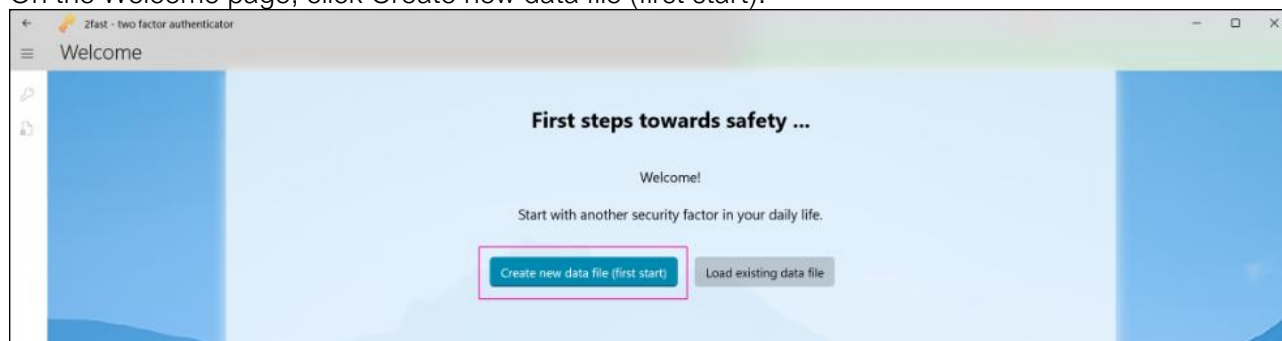 On the Welcome page, click Create new data file (first start).
2fast - two factor authenticator
Welcome
First steps towards safety ...
Welcome!
Start with another security factor in your daily life.
Create new data file (first start)
Load existing data file